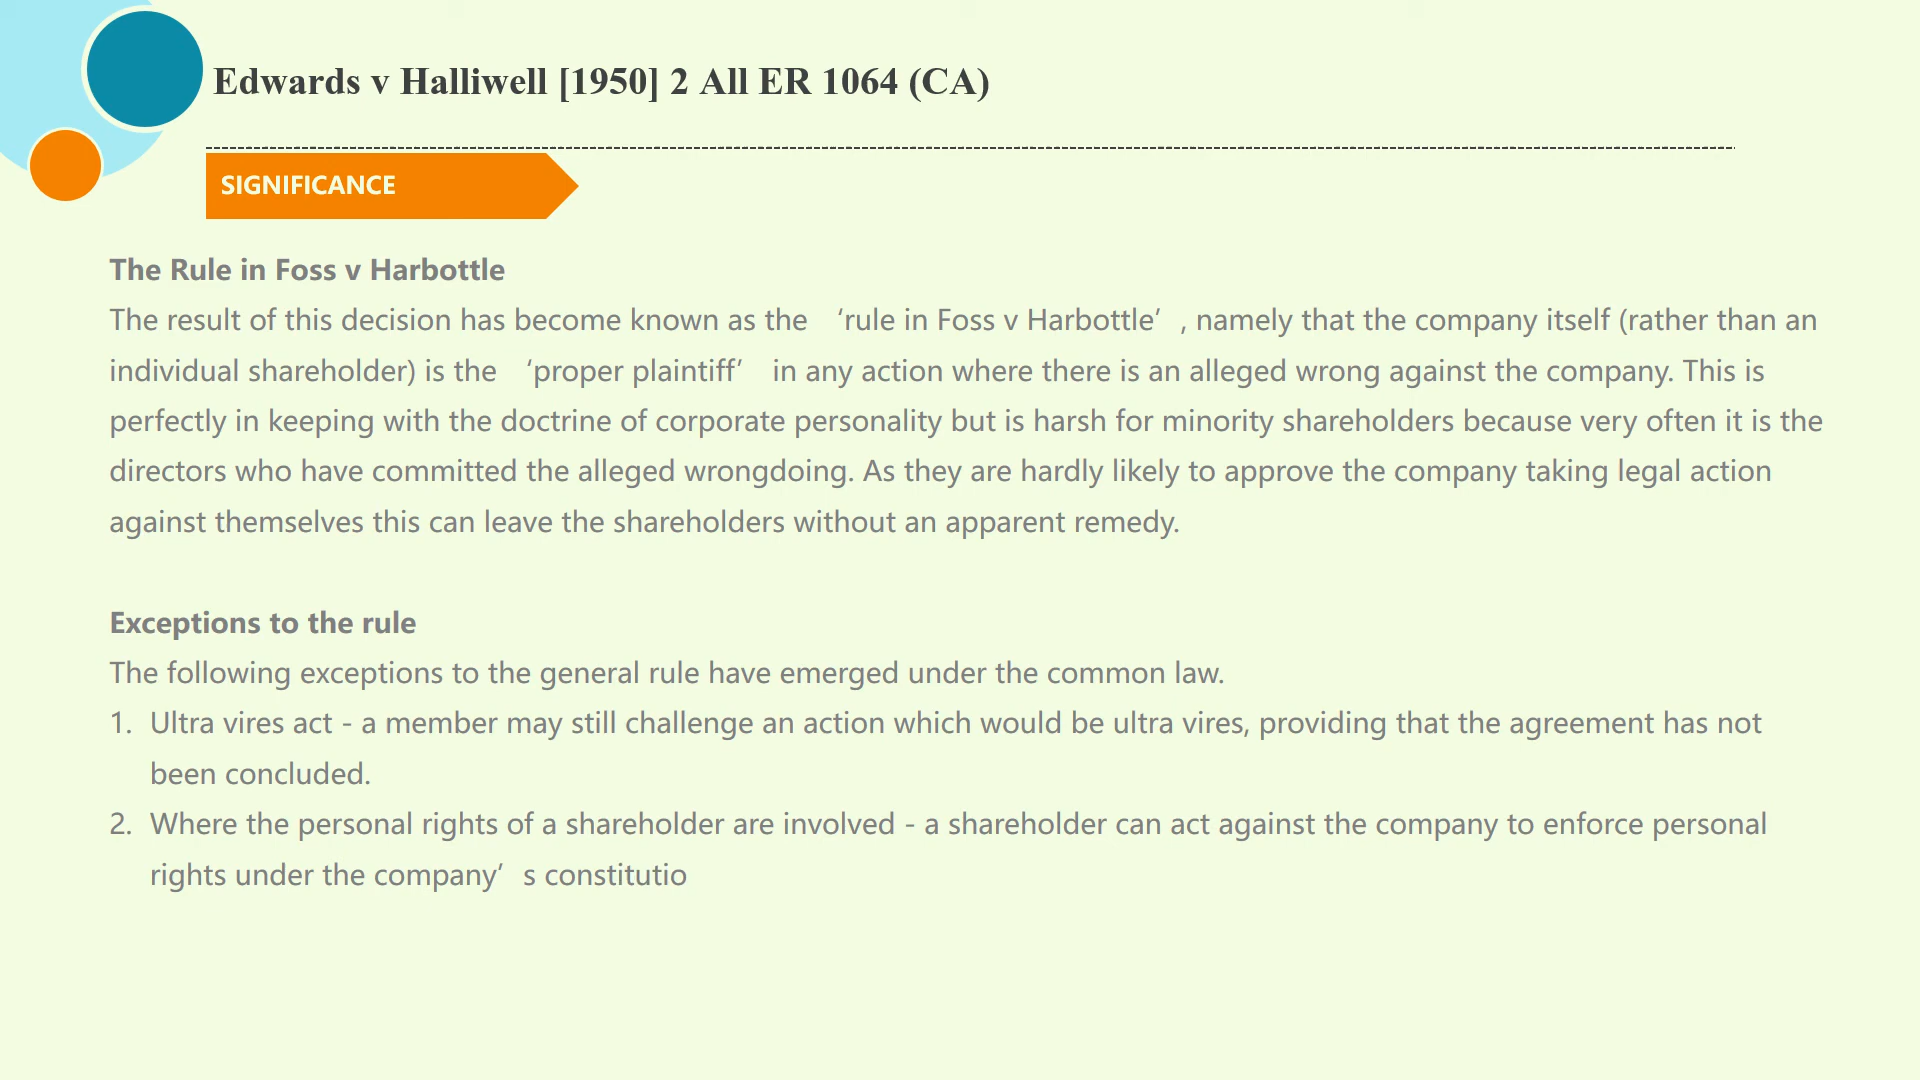 Edwards v Halliwell [1950] 2 All ER 1064 (CA)
SIGNIFICANCE
The Rule in Foss v Harbottle
The result of this decision has become known as the ‘rule in Foss v Harbottle’, namely that the company itself (rather than an
individual shareholder) is the ‘proper plaintiff’ in any action where there is an alleged wrong against the company. This is
perfectly in keeping with the doctrine of corporate personality but is harsh for minority shareholders because very often it is the
directors who have committed the alleged wrongdoing. As they are hardly likely to approve the company taking legal action
against themselves this can leave the shareholders without an apparent remedy.
Exceptions to the rule
The following exceptions to the general rule have emerged under the common law.
1. Ultra vires act - a member may still challenge an action which would be ultra vires, providing that the agreement has not
been concluded.
2. Where the personal rights of a shareholder are involved - a shareholder can act against the company to enforce personal
rights under the company’s constitutio